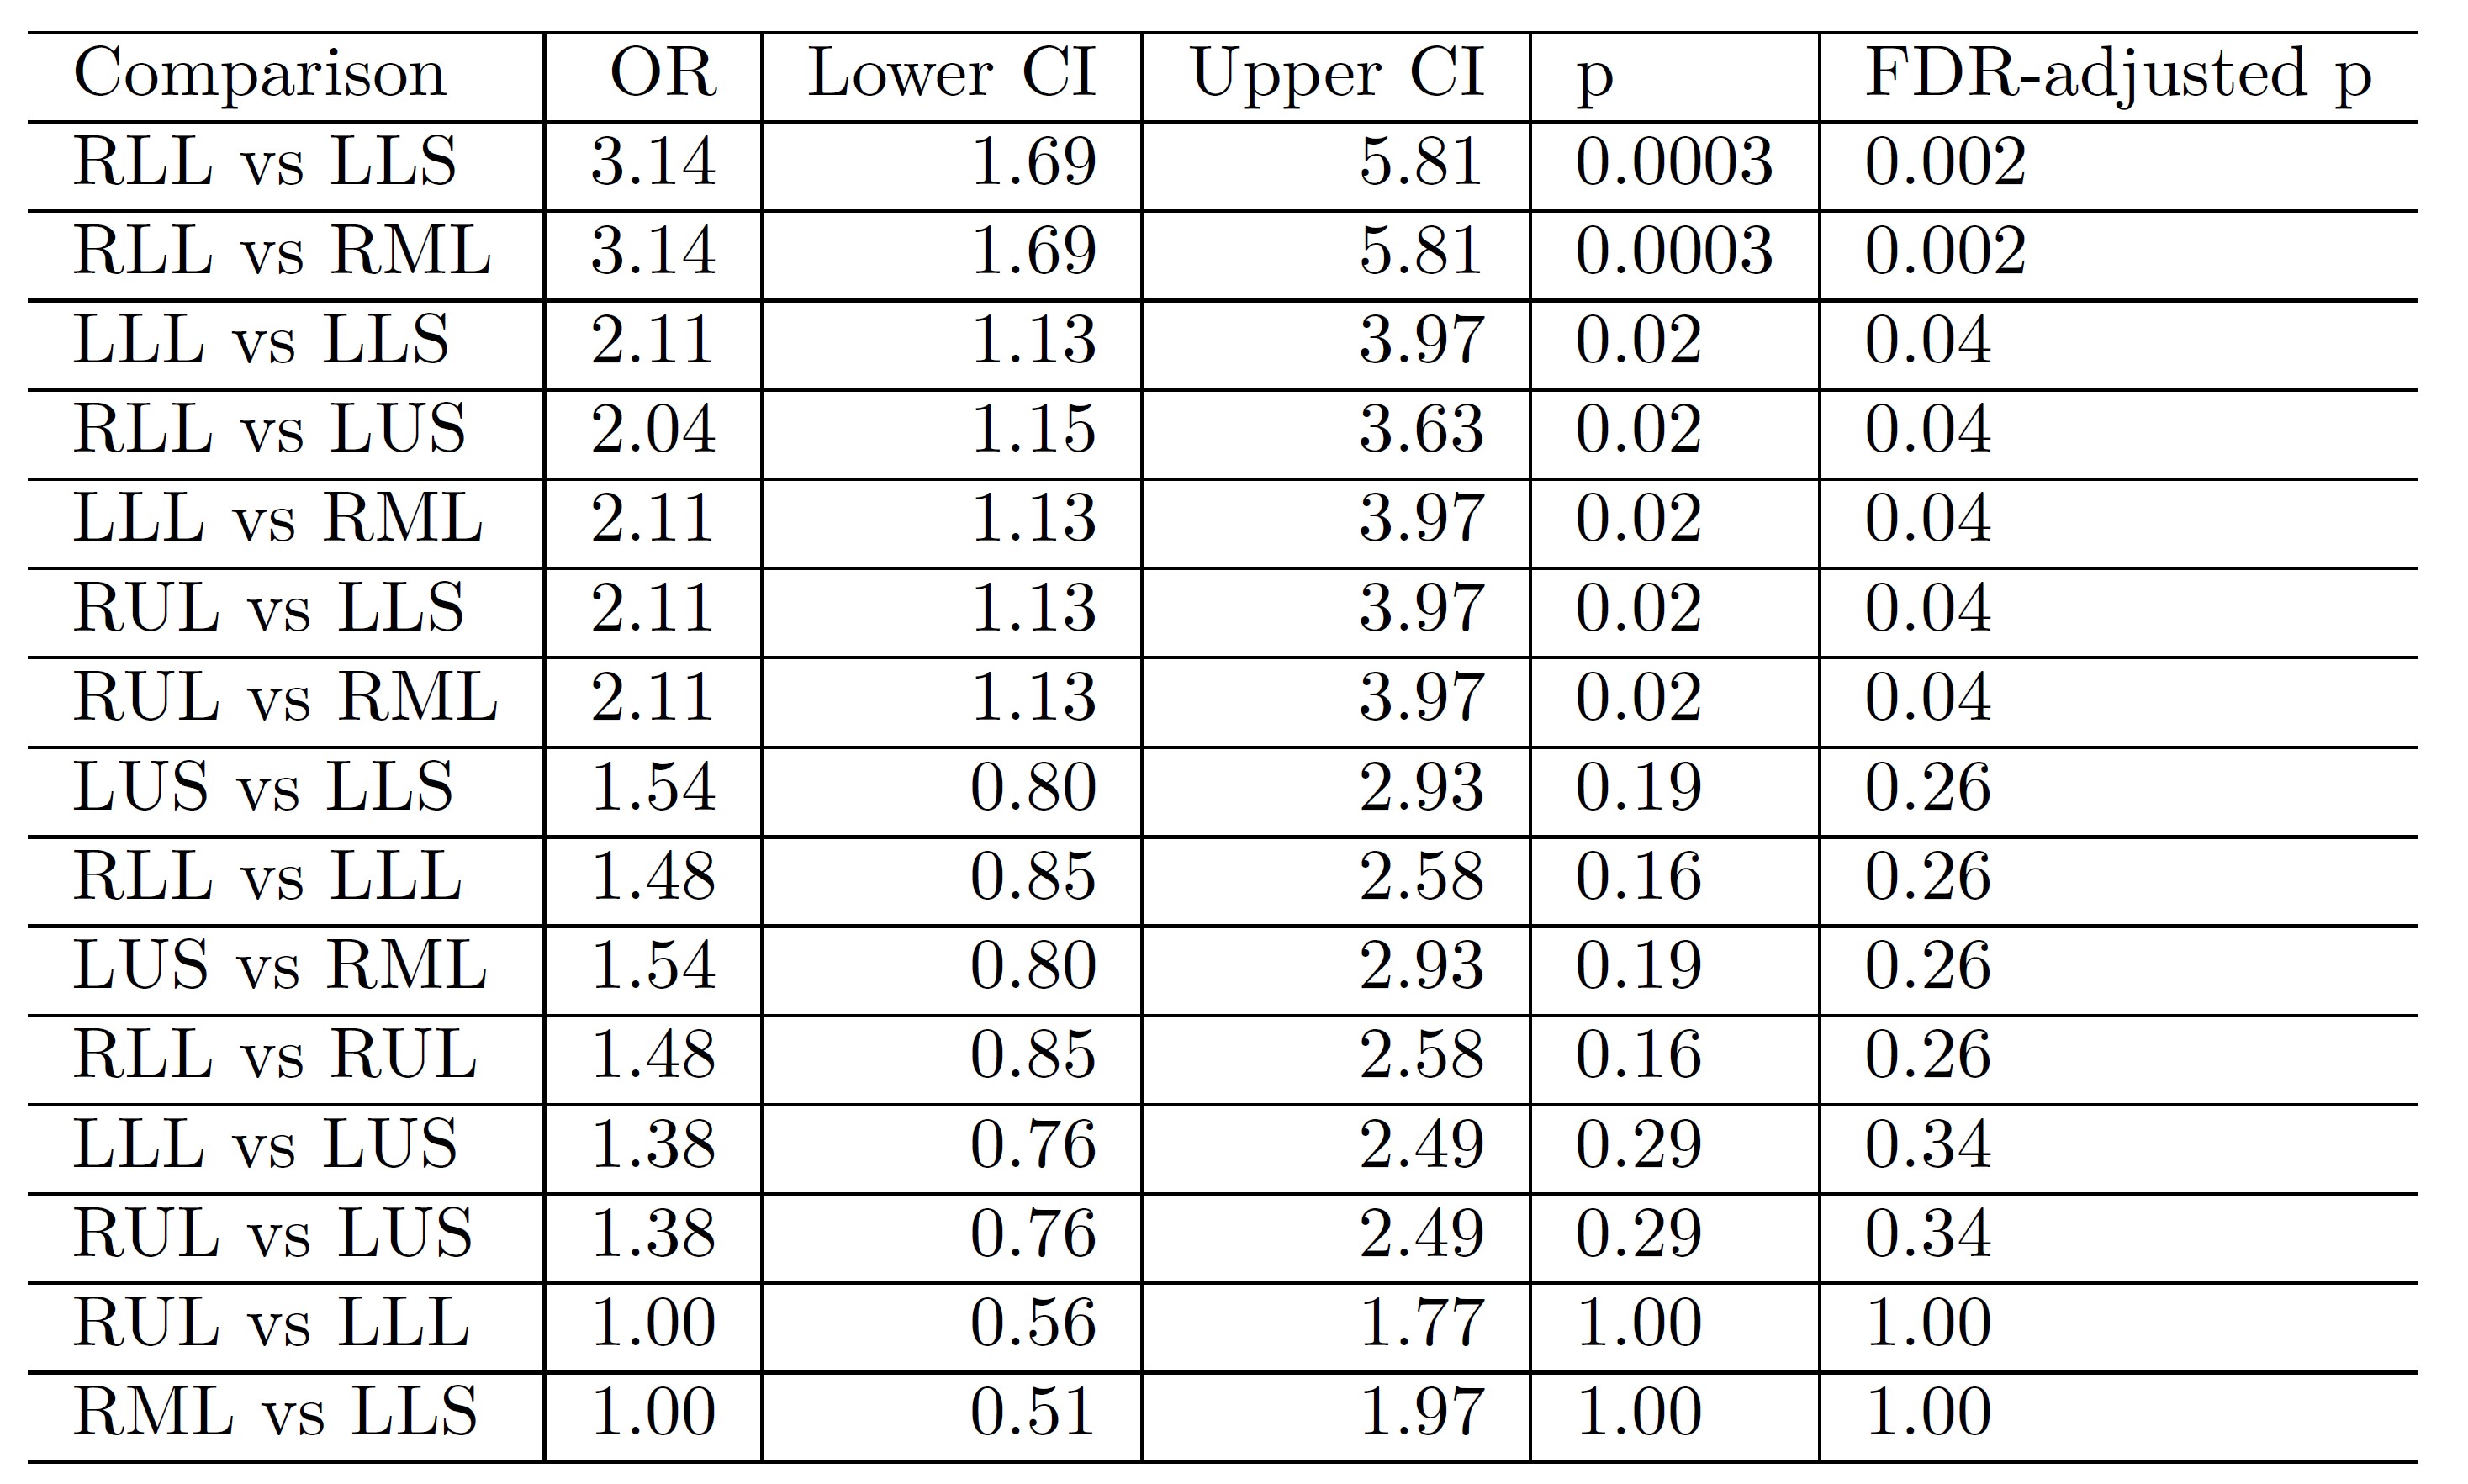 Comparison OR Lower CI Upper CI p FDR-adjusted p
RLL vs LLS 3.14 1.69 5.81 0.0003 0.002
RLL vs RML 3.14 1.69 5.81 0.0003 0.002
LLL vs LLS 2.11 1.13 3.97 0.02 0.04
RLL vs LUS 2.04 1.15 3.63 0.02 0.04
LLL vs RML 2.11 1.13 3.97 0.02 0.04
RUL vs LLS 2.11 1.13 3.97 0.02 0.04
RUL vs RML 2.11 1.13 3.97 0.02 0.04
LUS vs LLS 1.54 0.80 2.93 0.19 0.26
RLL vs LLL 1.48 0.85 2.58 0.16 0.26
LUS vs RML 1.54 0.80 2.93 0.19 0.26
RLL vs RUL 1.48 0.85 2.58 0.16 0.26
LLL vs LUS 1.38 0.76 2.49 0.29 0.34
RUL vs LUS 1.38 0.76 2.49 0.29 0.34
RUL vs LLL 1.00 0.56 1.77 1.00 1.00
RML vs LLS 1.00 0.51 1.97 1.00 1.00